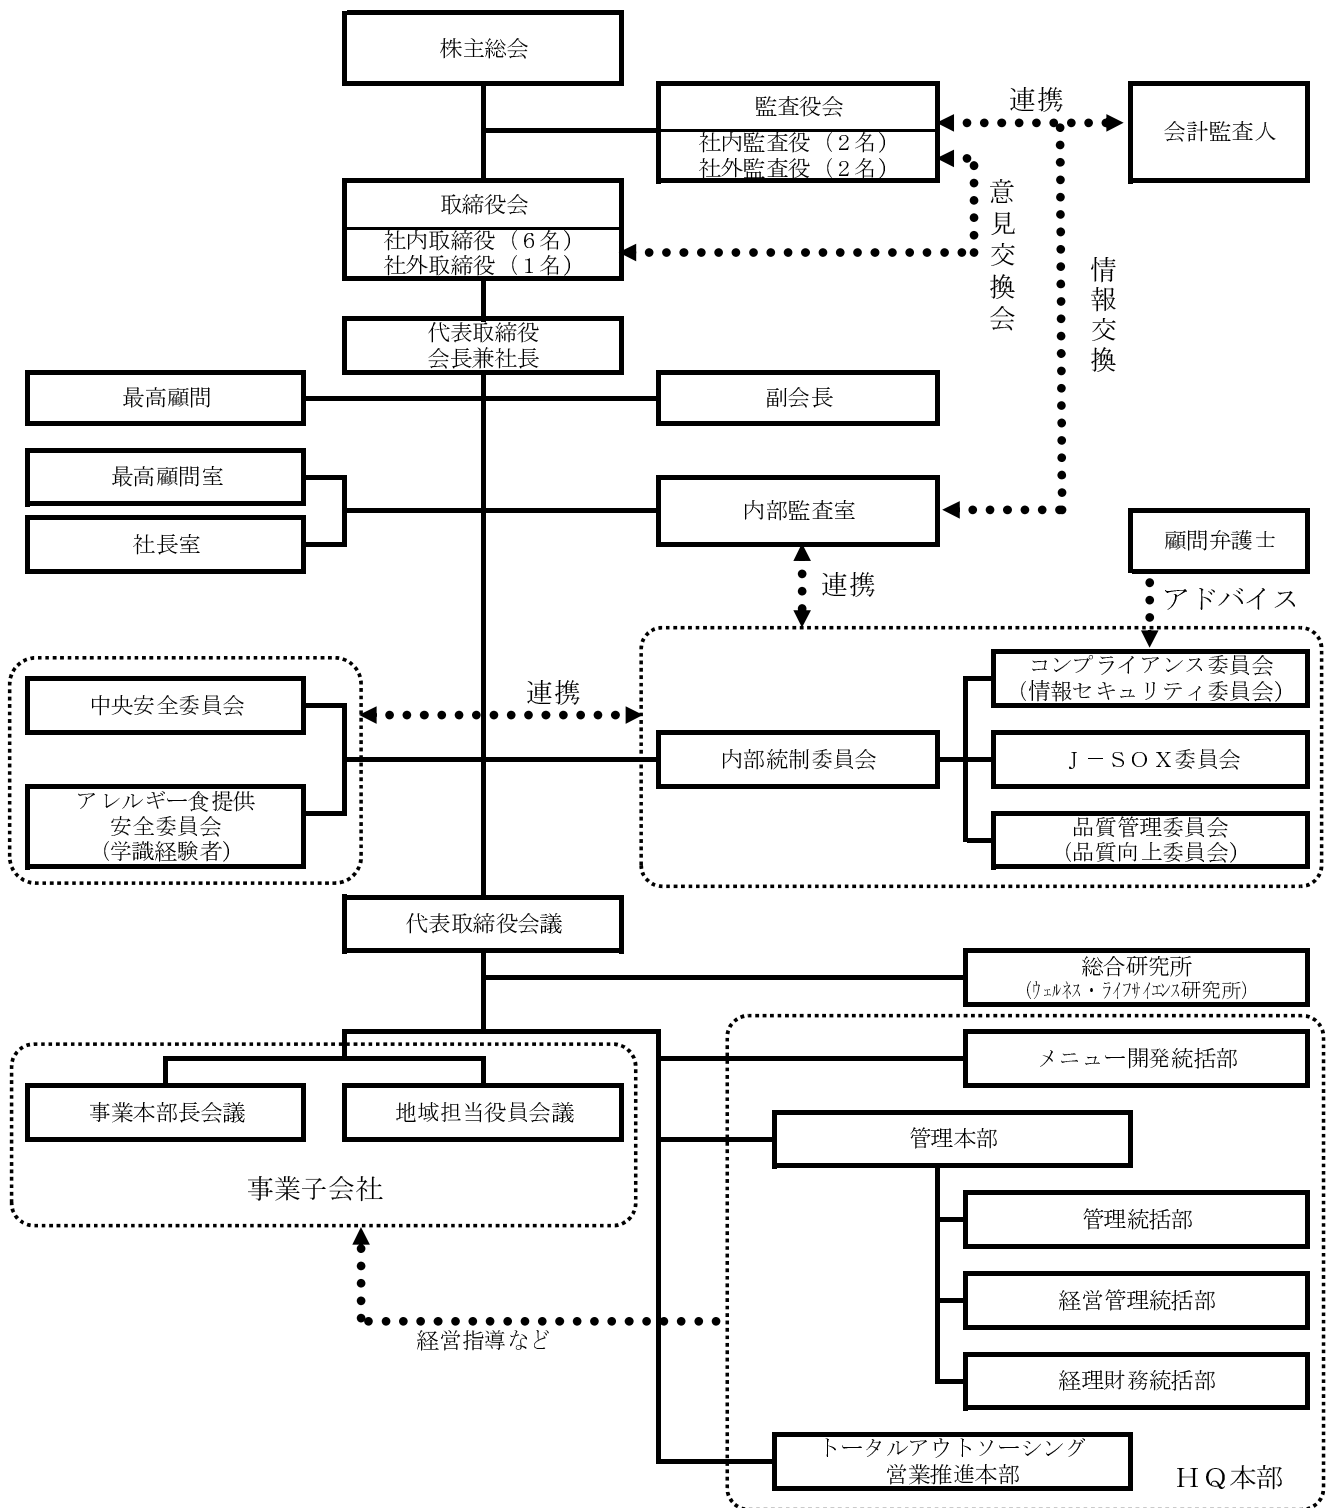 株主総会
監査役会
社内監査役（２名）
社外監査役（２名）
連携
会計監査人
取締役会
社内取締役（６名）
社外取締役（１名）
意見交換会
情報交換
代表取締役
会長兼社長
最高顧問
副会長
最高顧問室
社長室
内部監査室
顧問弁護士
連携
アドバイス
中央安全委員会
アレルギー食提供
安全委員会
（学識経験者）
連携
内部統制委員会
コンプライアンス委員会
（情報セキュリティ委員会）
Ｊ－ＳＯＸ委員会
品質管理委員会
（品質向上委員会）
代表取締役会議
総合研究所
（ウェルネス・ライフサイエンス研究所）
メニュー開発統括部
事業本部長会議
地域担当役員会議
事業子会社
管理本部
管理統括部
経営管理統括部
経理財務統括部
経営指導など
トータルアウトソーシング
営業推進本部
ＨＱ本部